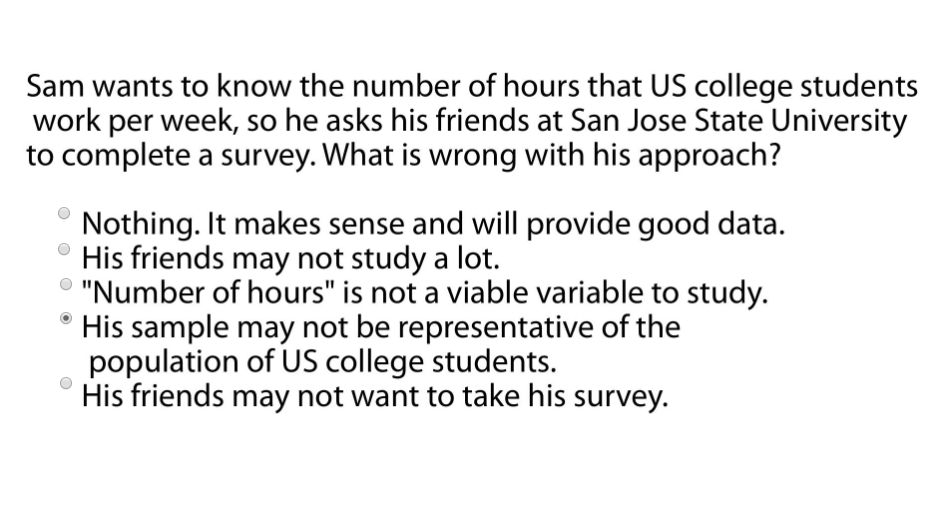 Sam wants to know the number of hours that US college students
work per week, so he asks his friends at San Jose State University
to complete a survey. What is wrong with his approach?
Nothing. It makes sense and will provide good data.
His friends may not study a lot.
"Number of hours" is not a viable variable to study.
His sample may not be representative of the
population of US college students.
His friends may not want to take his survey.